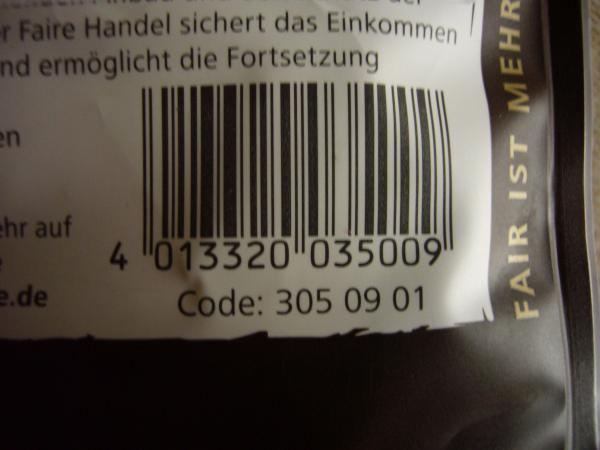 r Faire Handel sichert das Einkommen
nd ermöglicht die Fortsetzung
en
ehr auf
e.de
4 013320 035009
Code: 305 09 01
FAIR IST MEHR